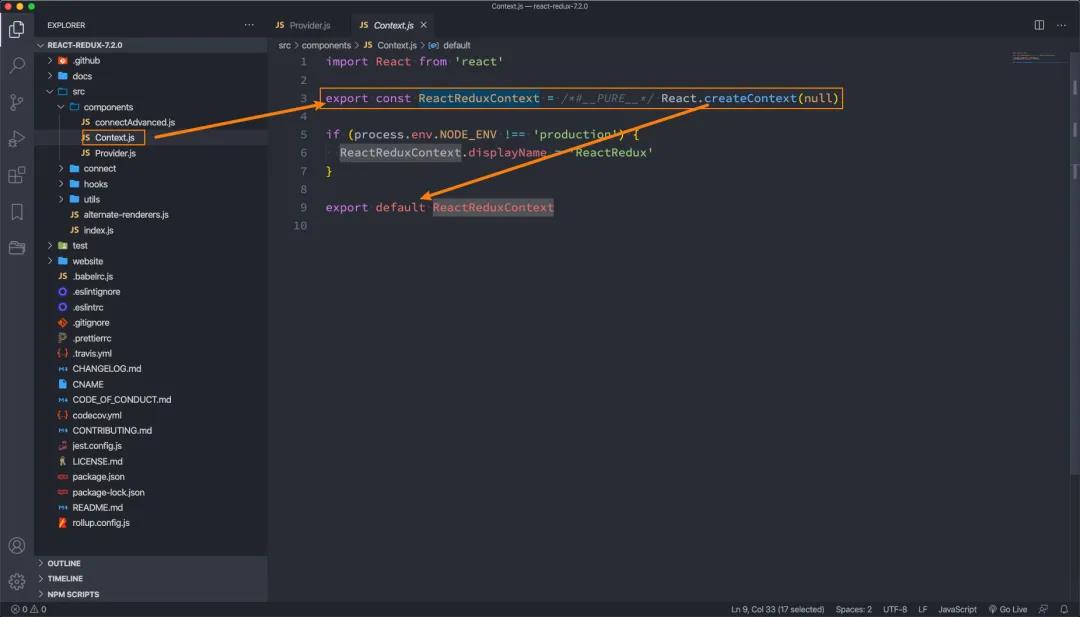 Context.js — react-redux-7.2.0
EXPLORER
···
JS Provider.js
JS Context.js
REACT-REDUX-7.2.0
.github
docs
src
components
JS connectAdvanced.js
JS Context.js
JS Provider.js
connect
hooks
utils
JS alternate-renderers.js
JS index.js
test
website
JS .babelrc.js
.eslintignore
.eslintrc
.gitignore
.prettierrc
.travis.yml
CHANGELOG.md
CNAME
CODE_OF_CONDUCT.md
codecov.yml
CONTRIBUTING.md
jest.config.js
LICENSE.md
package.json
package-lock.json
README.md
rollup.config.js
OUTLINE
TIMELINE
NPM SCRIPTS
src > components > JS Context.js > default
1 import React from 'react'
2
3 export const ReactReduxContext = /*#__PURE__*/ React.createContext(null)
4
5 if (process.env.NODE_ENV !== 'production') {
6 ReactReduxContext.displayName = 'ReactRedux'
7 }
8
9 export default ReactReduxContext
10
0 0
Ln 9, Col 33 (17 selected) Spaces: 2 UTF-8 LF JavaScript Go Live